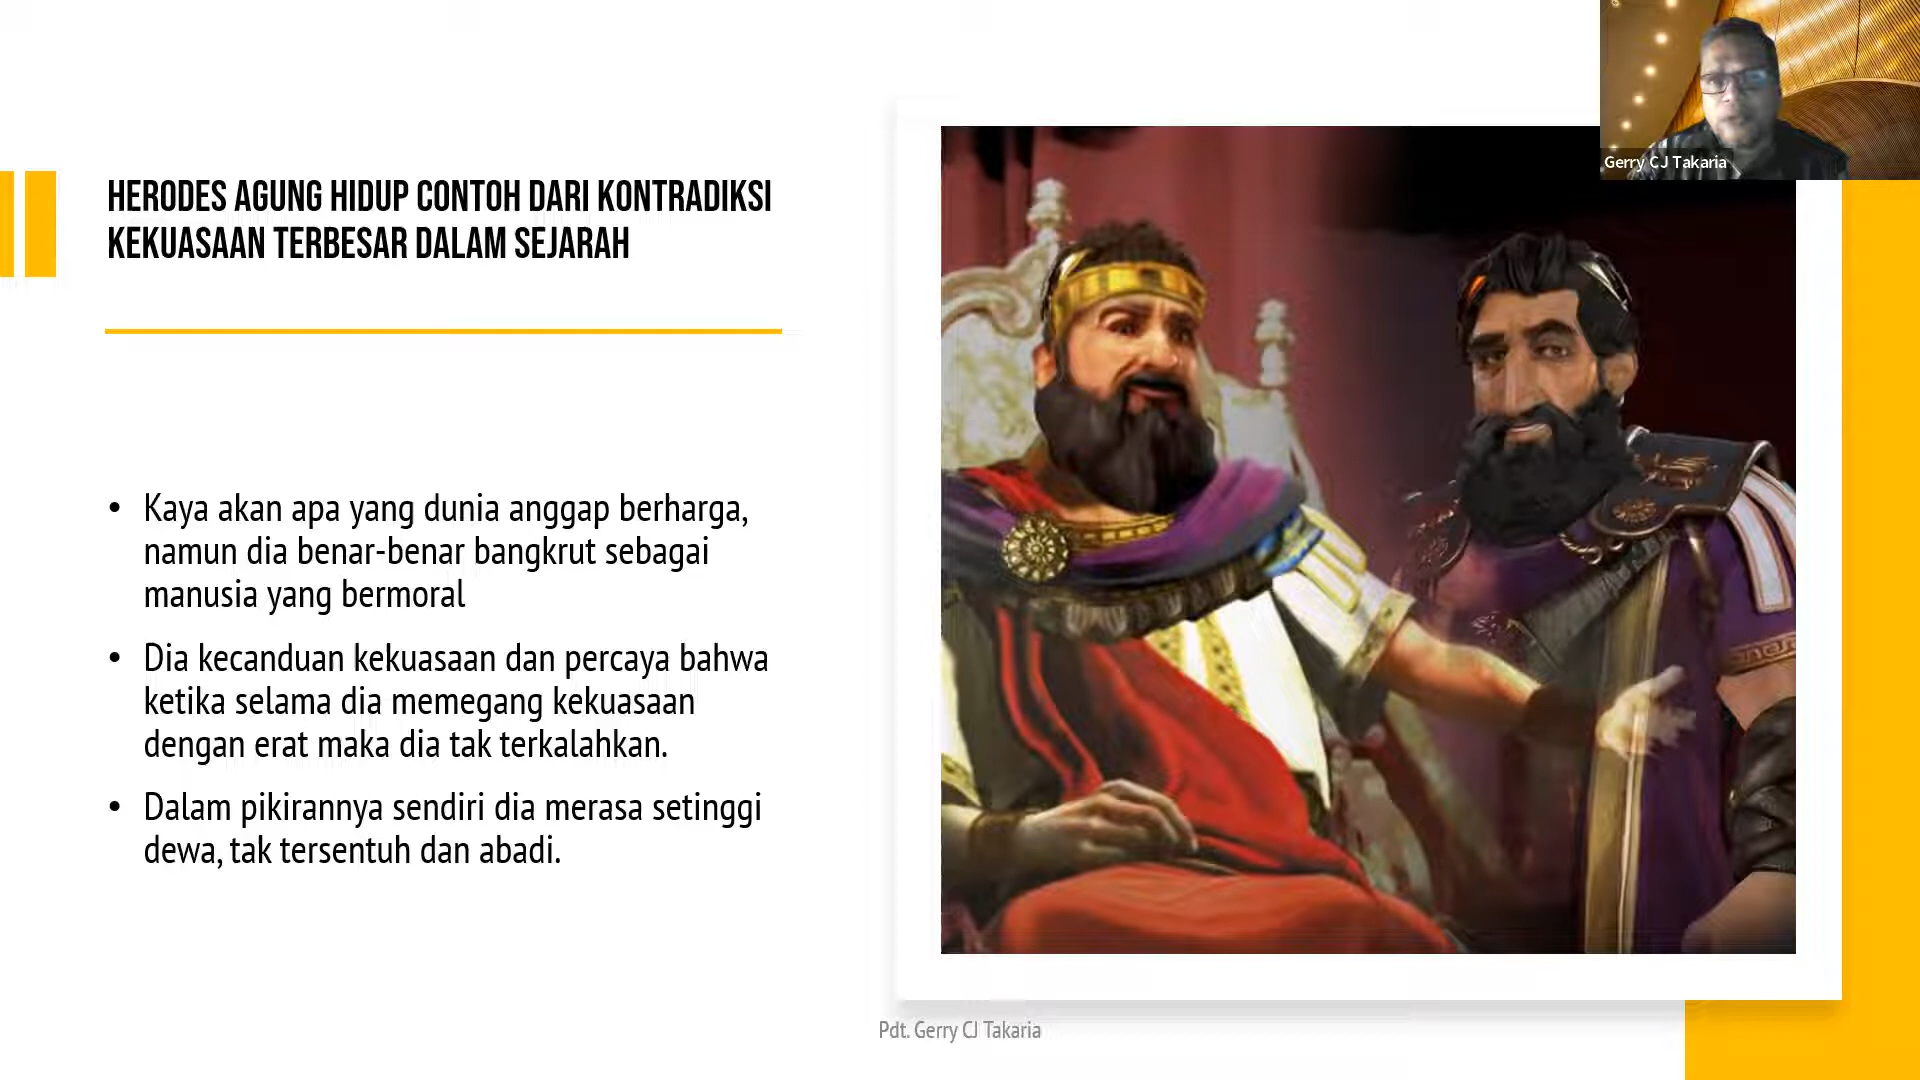 Gerry CJ Takaria
HERODES AGUNG HIDUP CONTOH DARI KONTRADIKSI
KEKUASAAN TERBESAR DALAM SEJARAH
• Kaya akan apa yang dunia anggap berharga,
namun dia benar-benar bangkrut sebagai
manusia yang bermoral
• Dia kecanduan kekuasaan dan percaya bahwa
ketika selama dia memegang kekuasaan
dengan erat maka dia tak terkalahkan.
• Dalam pikirannya sendiri dia merasa setinggi
dewa, tak tersentuh dan abadi.
Pdt. Gerry CJ Takaria